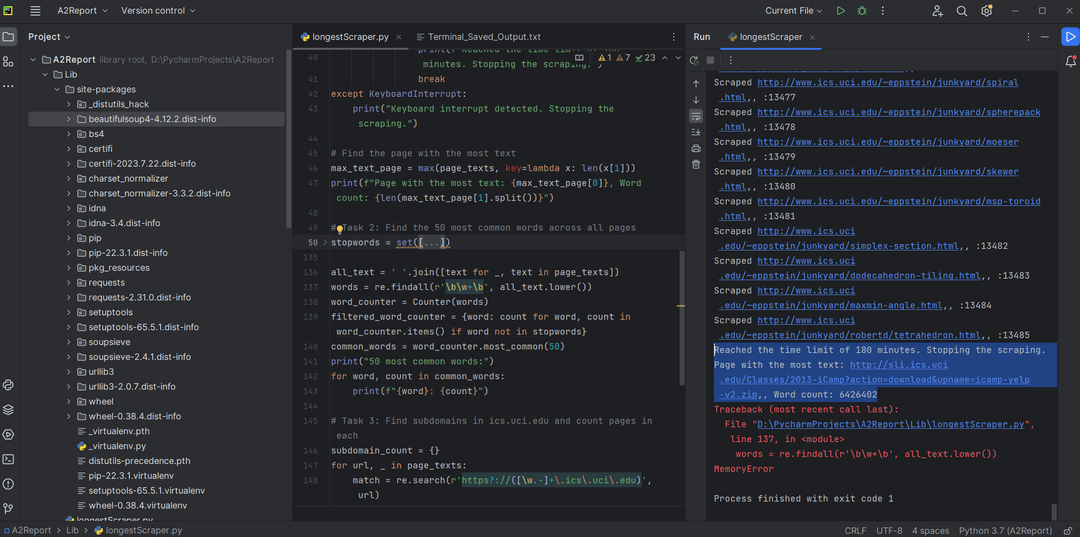 A2Report Version control Current File
Project
A2Report library root, D:\PycharmProjects\A2Report
Lib
site-packages
_distutils_hack
beautifulsoup4-4.12.2.dist-info
bs4
certifi
certifi-2023.7.22.dist-info
charset_normalizer
charset_normalizer-3.3.2.dist-info
idna
idna-3.4.dist-info
pip
pip-22.3.1.dist-info
pkg_resources
requests
requests-2.31.0.dist-info
setuptools
setuptools-65.5.1.dist-info
soupsieve
soupsieve-2.4.1.dist-info
urllib3
urllib3-2.0.7.dist-info
wheel
wheel-0.38.4.dist-info
_virtualenv.pth
_virtualenv.py
distutils-precedence.pth
pip-22.3.1.virtualenv
setuptools-65.5.1.virtualenv
wheel-0.38.4.virtualenv
longestScraper.py
longestScraper.py Terminal_Saved_Output.txt
1 7 23
40
minutes. Stopping the scraping.")
41 break
42 except KeyboardInterrupt:
43 print("Keyboard interrupt detected. Stopping the
scraping.")
44
45 # Find the page with the most text
46 max_text_page = max(page_texts, key=lambda x: len(x[1]))
47 print(f"Page with the most text: {max_text_page[0]}, Word
count: {len(max_text_page[1].split())}")
48
49 # Task 2: Find the 50 most common words across all pages
50 stopwords = set([...])
135
136 all_text = ' '.join([text for _, text in page_texts])
137 words = re.findall(r'\b\w+\b', all_text.lower())
138 word_counter = Counter(words)
139 filtered_word_counter = {word: count for word, count in
word_counter.items() if word not in stopwords}
140 common_words = word_counter.most_common(50)
141 print("50 most common words:")
142 for word, count in common_words:
143 print(f"{word}: {count}")
144
145 # Task 3: Find subdomains in ics.uci.edu and count pages in
each
146 subdomain_count = {}
147 for url, _ in page_texts:
148 match = re.search(r'https?://([\w.-]+\.ics\.uci\.edu)',
url)
Run longestScraper
Scraped http://www.ics.uci.edu/~eppstein/junkyard/spiral
.html,, :13477
Scraped http://www.ics.uci.edu/~eppstein/junkyard/spherepack
.html,, :13478
Scraped http://www.ics.uci.edu/~eppstein/junkyard/moeser
.html,, :13479
Scraped http://www.ics.uci.edu/~eppstein/junkyard/skewer
.html,, :13480
Scraped http://www.ics.uci.edu/~eppstein/junkyard/msp-toroid
.html,, :13481
Scraped http://www.ics.uci
.edu/~eppstein/junkyard/simplex-section.html,, :13482
Scraped http://www.ics.uci
.edu/~eppstein/junkyard/dodecahedron-tiling.html,, :13483
Scraped http://www.ics.uci
.edu/~eppstein/junkyard/maxmin-angle.html,, :13484
Scraped http://www.ics.uci
.edu/~eppstein/junkyard/robertd/tetrahedron.html,, :13485
Reached the time limit of 180 minutes. Stopping the scraping.
Page with the most text: http://sli.ics.uci
.edu/Classes/2013-iCamp?action=download&upname=icamp-yelp
-v2.zip,, Word count: 6426402
Traceback (most recent call last):
File "D:\PycharmProjects\A2Report\Lib\longestScraper.py",
line 137, in <module>
words = re.findall(r'\b\w+\b', all_text.lower())
MemoryError
Process finished with exit code 1
A2Report Lib longestScraper.py CRLF UTF-8 4 spaces Python 3.7 (A2Report)